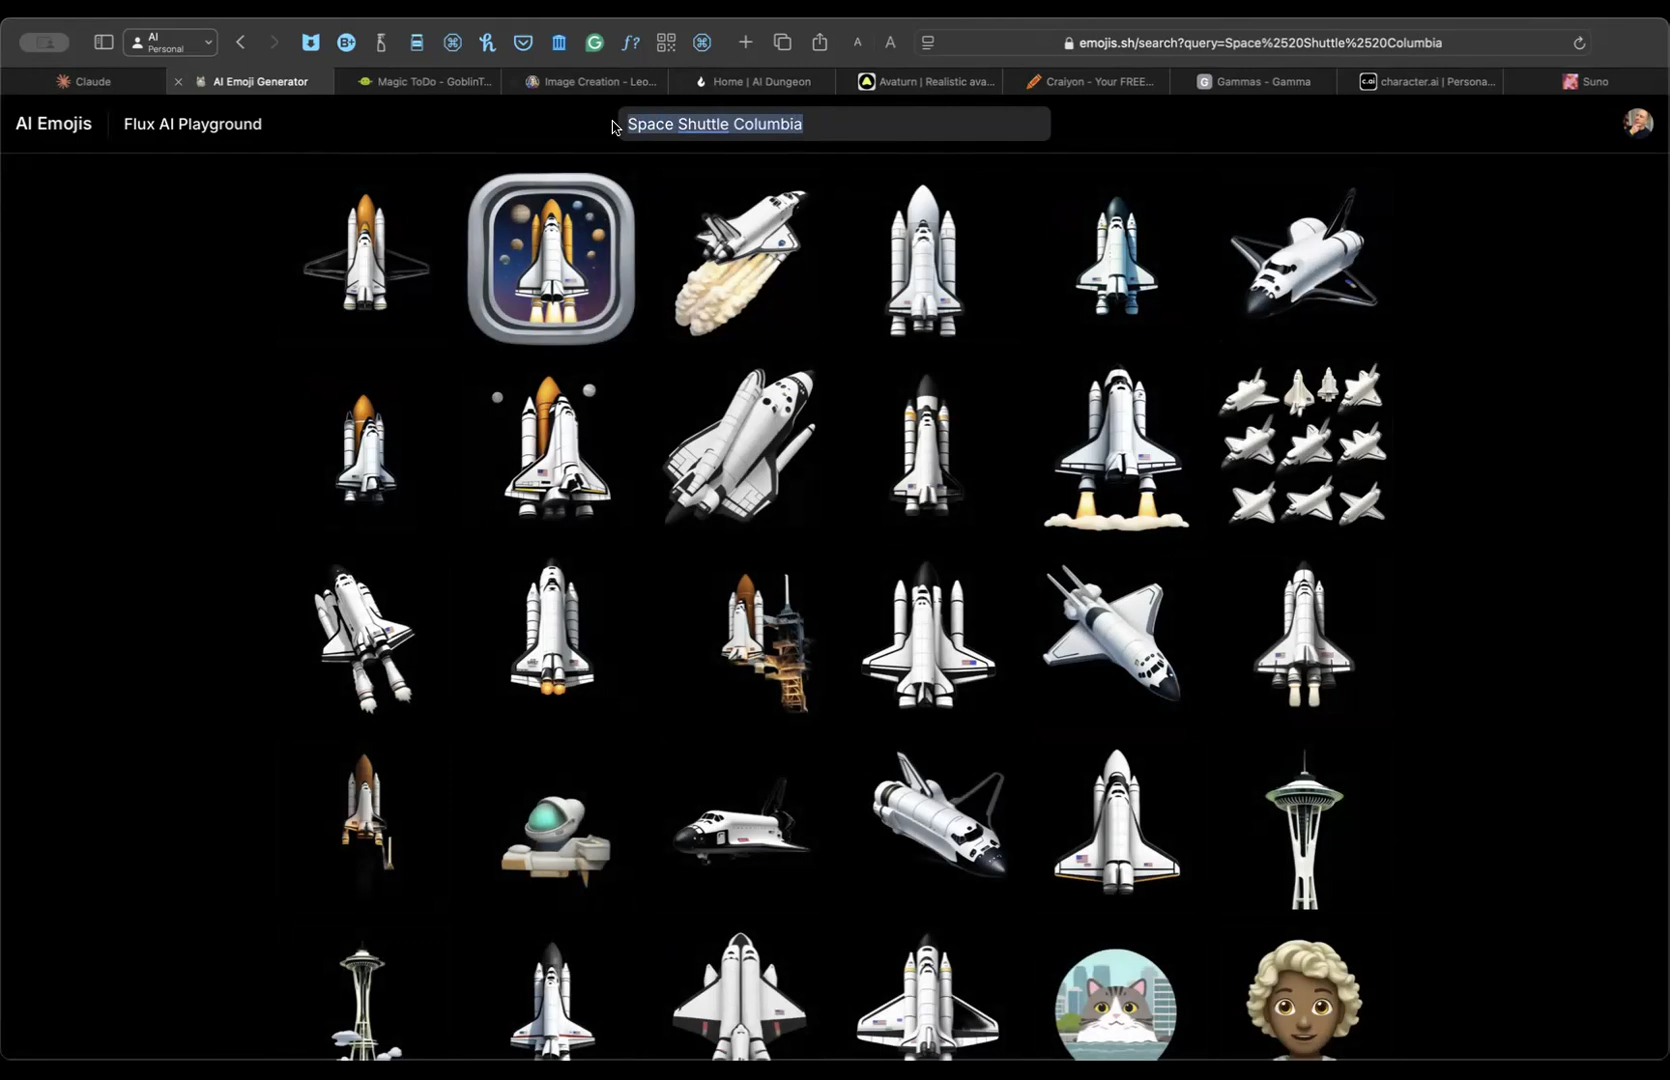 AI
Personal
emojis.sh/search?query=Space%2520Shuttle%2520Columbia
Claude
AI Emoji Generator
Magic ToDo - GoblinT...
Image Creation - Leo...
Home | AI Dungeon
Avaturn | Realistic ava...
Craiyon - Your FREE...
Gammas - Gamma
character.ai | Persona...
Suno
AI Emojis
Flux AI Playground
Space Shuttle Columbia